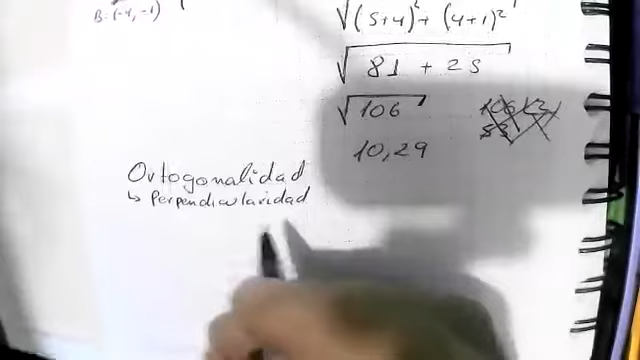 B: (-4, -1)
√(5+4)² + (4+1)²
√81 + 25
√106
10,29
Ortogonalidad
↳ Perpendicularidad